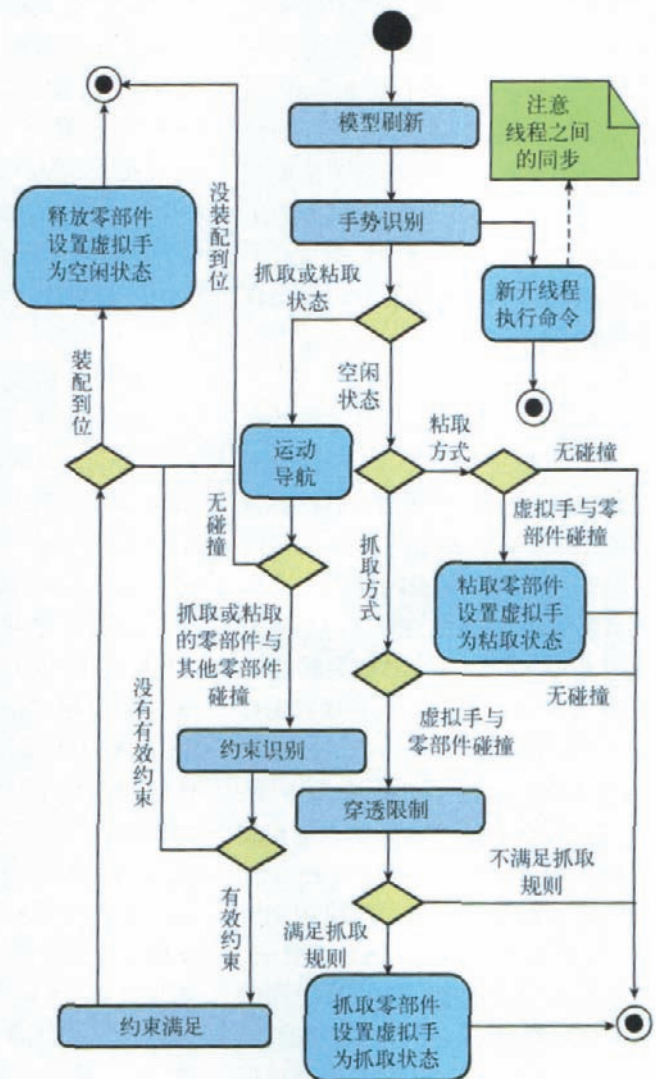 模型刷新
注意
线程之间
的同步
释放零部件
设置虚拟手
为空闲状态
没装配到位
手势识别
抓取或粘取
状态
新开线程
执行命令
空闲
状态
装配到位
粘取
方式
无碰撞
运动
导航
无碰撞
虚拟手与零
部件碰撞
抓取方式
粘取零部件
设置虚拟手
为粘取状态
抓取或粘取
的零部件与
其他零部件
碰撞
没有有效约束
无碰撞
虚拟手与
零部件碰撞
约束识别
穿透限制
不满足抓取
规则
有效约束
满足抓取
规则
约束满足
抓取零部件
设置虚拟手
为抓取状态